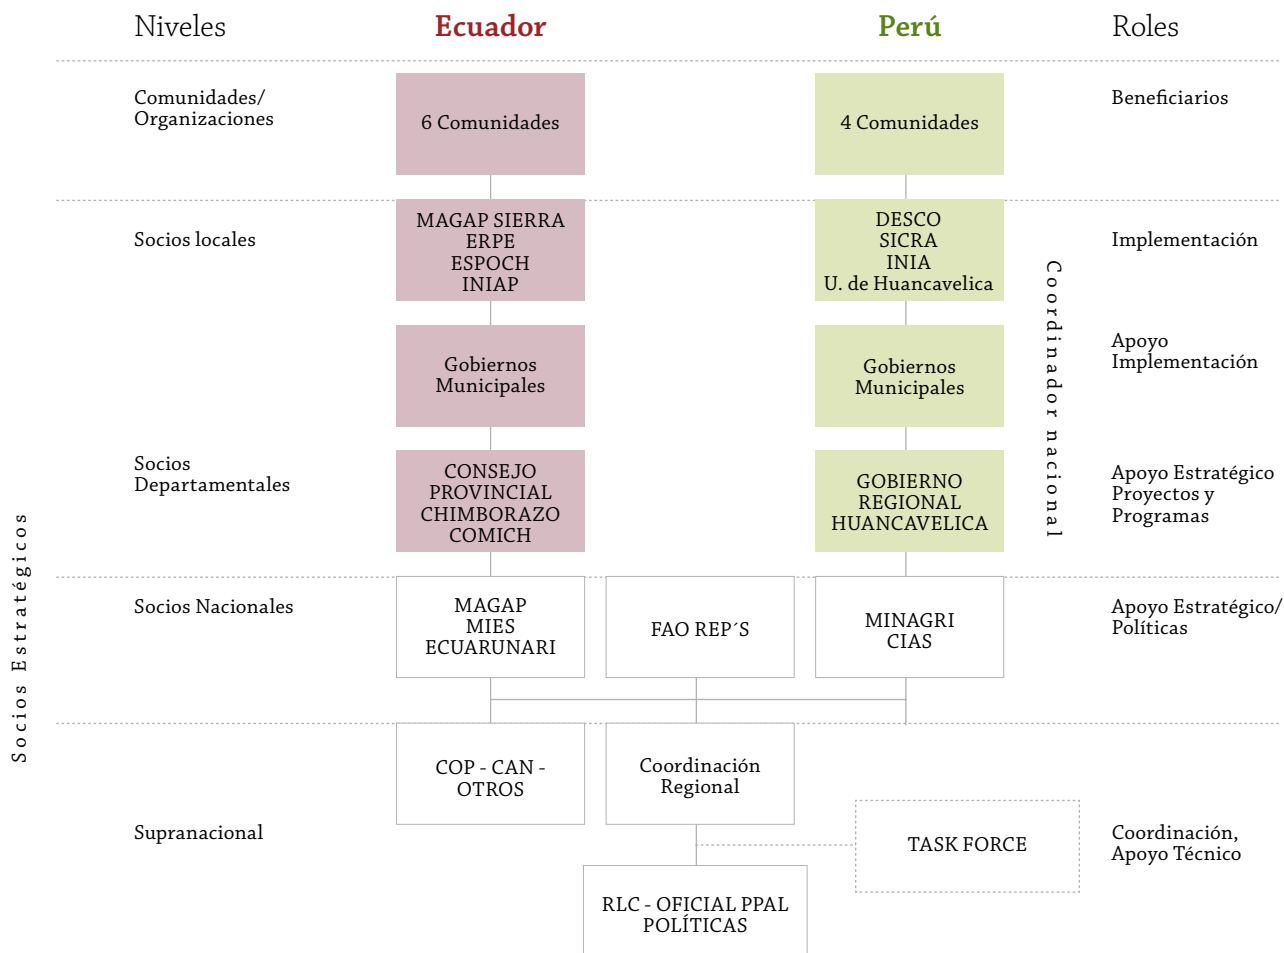 Niveles
Ecuador
Perú
Roles
Comunidades/
Organizaciones
6 Comunidades
4 Comunidades
Beneficiarios
Socios locales
MAGAP SIERRA
ERPE
ESPOCH
INIAP
DESCO
SICRA
INIA
U. de Huancavelica
Implementación
Gobiernos
Municipales
Gobiernos
Municipales
Apoyo
Implementación
Coordinador nacional
Socios
Departamentales
CONSEJO
PROVINCIAL
CHIMBORAZO
COMICH
GOBIERNO
REGIONAL
HUANCAVELICA
Apoyo Estratégico
Proyectos y
Programas
Socios Estratégicos
Socios Nacionales
MAGAP
MIES
ECUARUNARI
FAO REP´S
MINAGRI
CIAS
Apoyo Estratégico/
Políticas
Supranacional
COP - CAN -
OTROS
Coordinación
Regional
TASK FORCE
Coordinación,
Apoyo Técnico
RLC - OFICIAL PPAL
POLÍTICAS